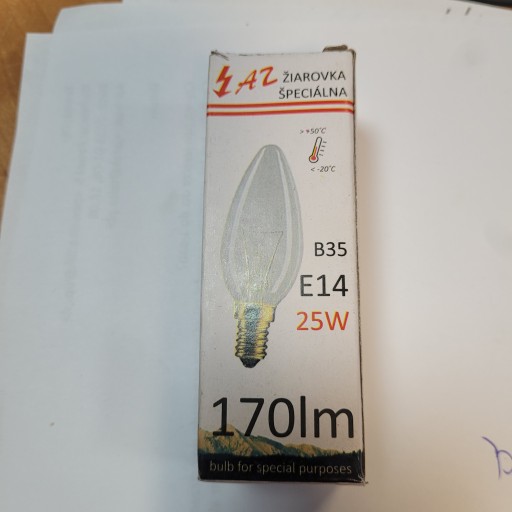 AZ ŽIAROVKA
ŠPECIÁLNA
> +50°C
< -20°C
B35
E14
25W
170lm
bulb for special purposes